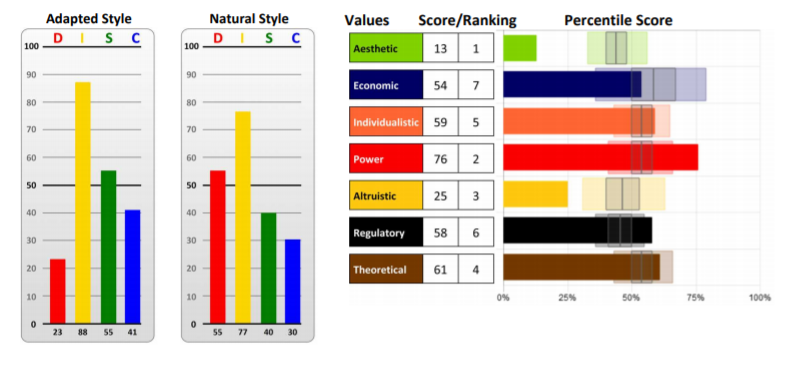 Adapted Style
D I S C
100
90
80
70
60
50
40
30
20
10
0
23 88 55 41
Natural Style
D I S C
100
90
80
70
60
50
40
30
20
10
0
55 77 40 30
Values Score/Ranking Percentile Score
Aesthetic 13 1
Economic 54 7
Individualistic 59 5
Power 76 2
Altruistic 25 3
Regulatory 58 6
Theoretical 61 4
0% 25% 50% 75% 100%